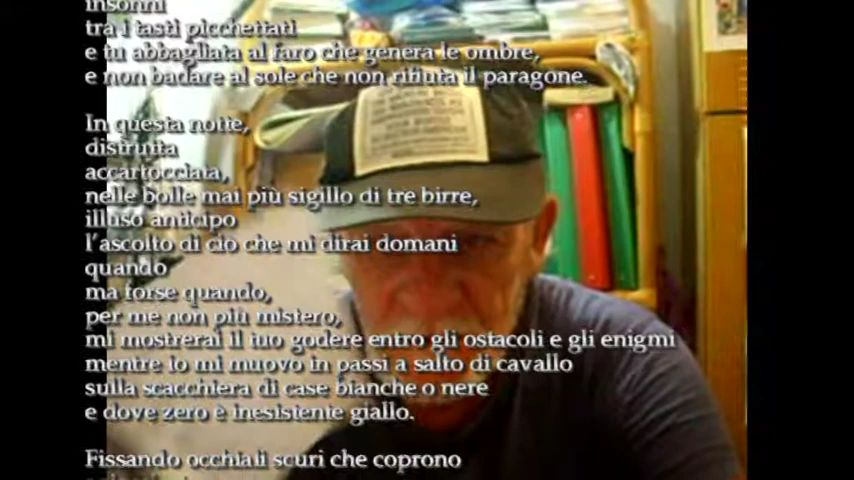 insonni
tra i tasti picchettati
e tu abbagliata al faro che genera le ombre,
e non badare al sole che non rifiuta il paragone.
In questa notte,
distrutta
accartocciata,
nelle bolle mai più sigillo di tre birre,
illuso anticipo
l'ascolto di ciò che mi dirai domani
quando
ma forse quando,
per me non più mistero,
mi mostrerai il tuo godere entro gli ostacoli e gli enigmi
mentre io mi muovo in passi a salto di cavallo
sulla scacchiera di case bianche o nere
e dove zero è inesistente giallo.
Fissando occhiali scuri che coprono